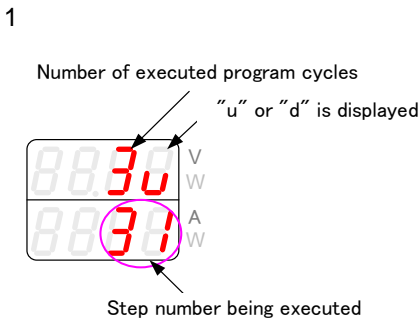 1
Number of executed program cycles
"u" or "d" is displayed
3u
V
W
31
A
W
Step number being executed